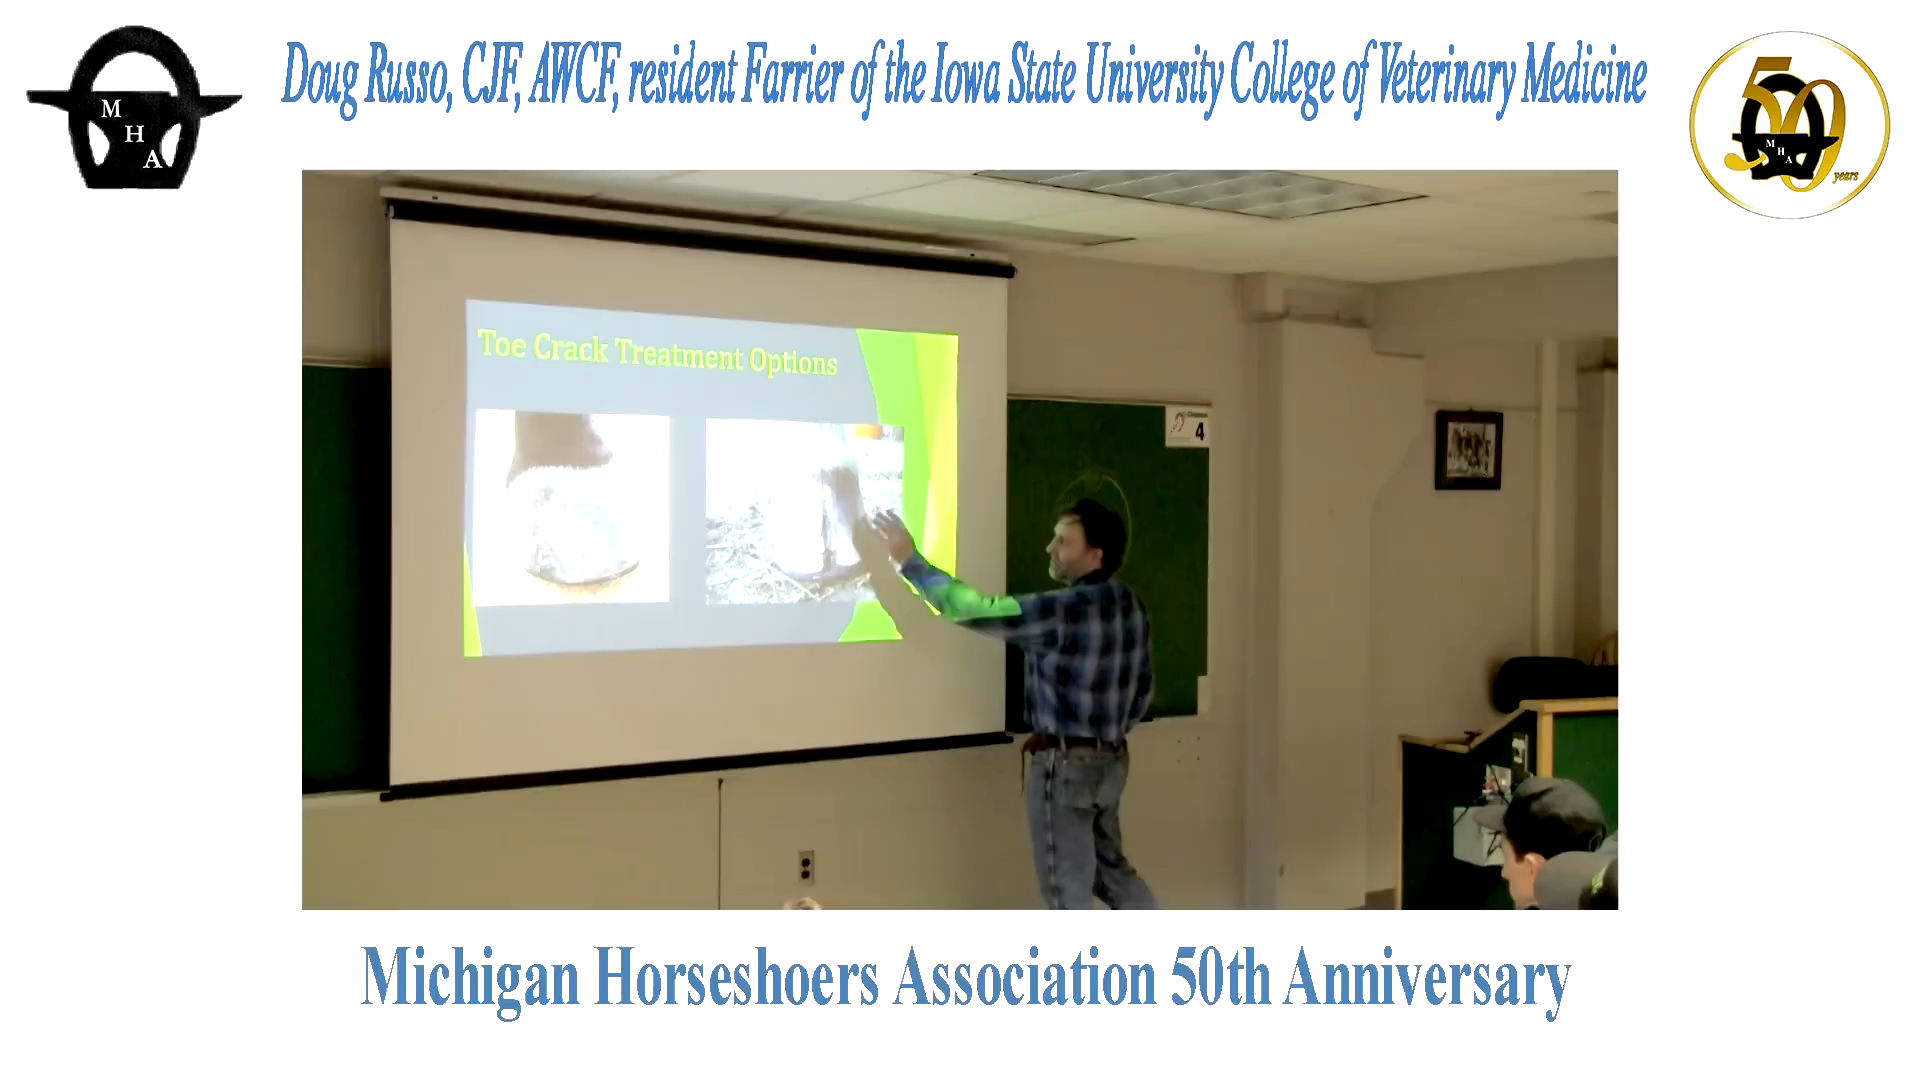 Doug Russo, CJF, AWCF, resident Farrier of the Iowa State University College of Veterinary Medicine
M
H
A
50
M
H
A
years
Toe Crack Treatment Options
4
Michigan Horseshoers Association 50th Anniversary